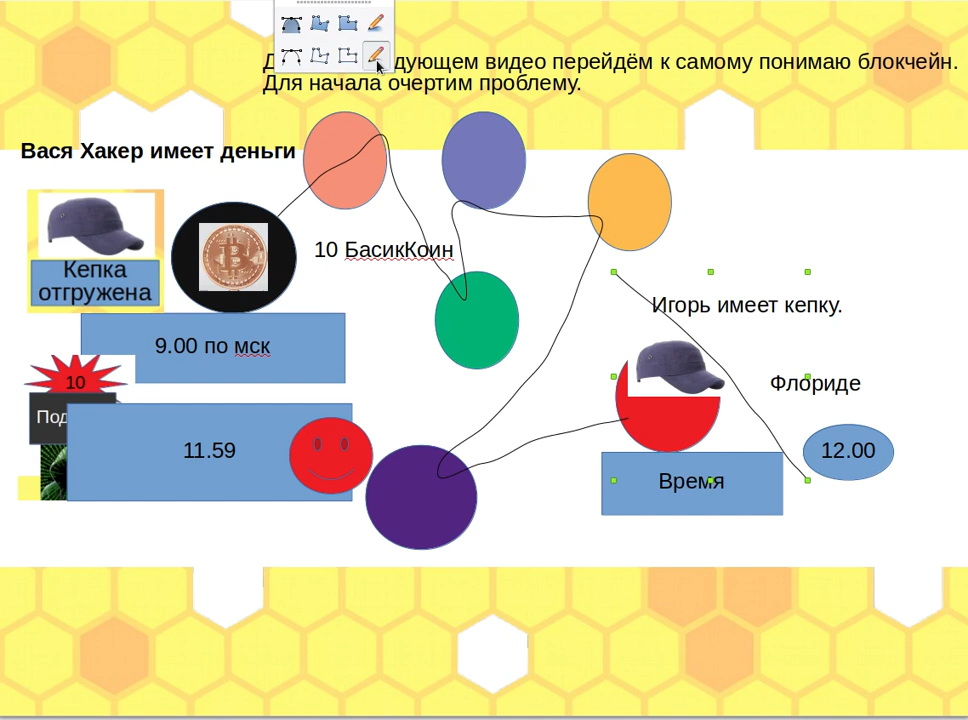 дующем видео перейдём к самому понимаю блокчейн.
Для начала очертим проблему.
Вася Хакер имеет деньги
10 БасикКоин
Кепка
отгружена
Игорь имеет кепку.
9.00 по мск
Флориде
10
Под
11.59
12.00
Время